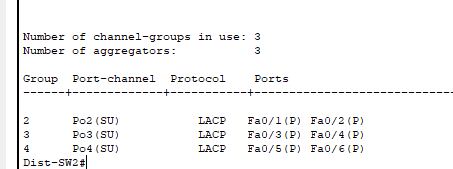 Number of channel-groups in use: 3
Number of aggregators:           3

Group  Port-channel  Protocol    Ports
------+-------------+-----------+----------------------------

2      Po2(SU)           LACP   Fa0/1(P) Fa0/2(P)
3      Po3(SU)           LACP   Fa0/3(P) Fa0/4(P)
4      Po4(SU)           LACP   Fa0/5(P) Fa0/6(P)
Dist-SW2#